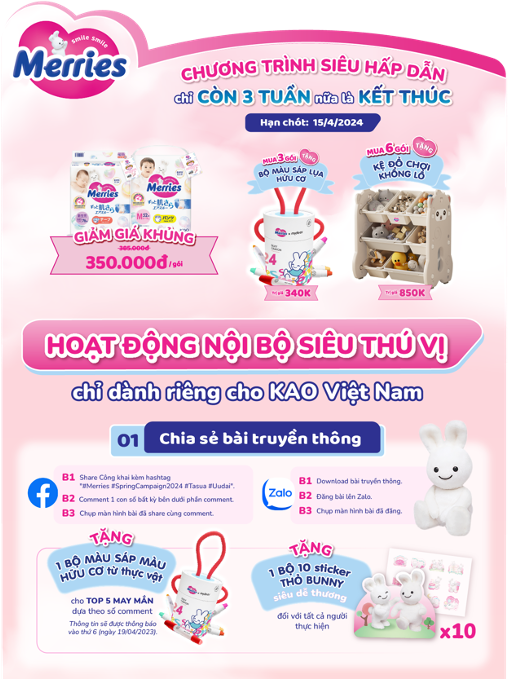 smile smile
Merries
CHƯƠNG TRÌNH SIÊU HẤP DẪN
chỉ CÒN 3 TUẦN nữa là KẾT THÚC
Hạn chót: 15/4/2024
MUA 3 GÓI TẶNG
BỘ MÀU SÁP LỤA
HỮU CƠ
MUA 6 GÓI TẶNG
KỆ ĐỒ CHƠI
KHỔNG LỒ
Merries
Merries
GIẢM GIÁ KHỦNG
385.000đ
350.000đ/gói
Trị giá 340K
Trị giá 850K
HOẠT ĐỘNG NỘI BỘ SIÊU THÚ VỊ
chỉ dành riêng cho KAO Việt Nam
01 Chia sẻ bài truyền thông
B1 Share Công khai kèm hashtag
"#Merries #SpringCampaign2024 #Tasua #Uudai".
B2 Comment 1 con số bất kỳ bên dưới phần comment.
B3 Chụp màn hình bài đã share cùng comment.
Zalo
B1 Download bài truyền thông.
B2 Đăng bài lên Zalo.
B3 Chụp màn hình bài đã đăng.
TẶNG
1 BỘ MÀU SÁP MÀU
HỮU CƠ từ thực vật
cho TOP 5 MAY MẮN
dựa theo số comment
Thông tin sẽ được thông báo
vào thứ 6 (ngày 19/04/2023).
TẶNG
1 BỘ 10 sticker
THỎ BUNNY
siêu dễ thương
đối với tất cả người
thực hiện
x10